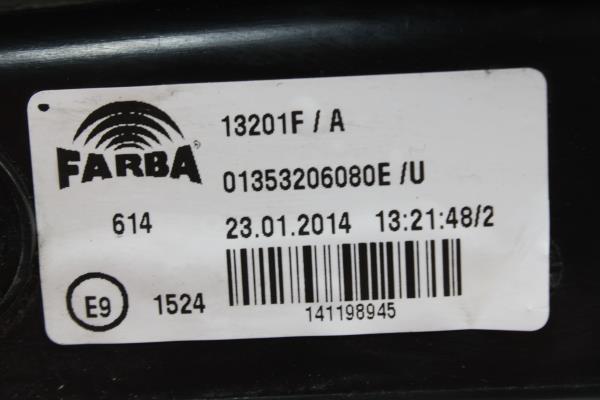 FARBA®
13201F / A
01353206080E /U
614
23.01.2014 13:21:48/2
E9
1524
141198945